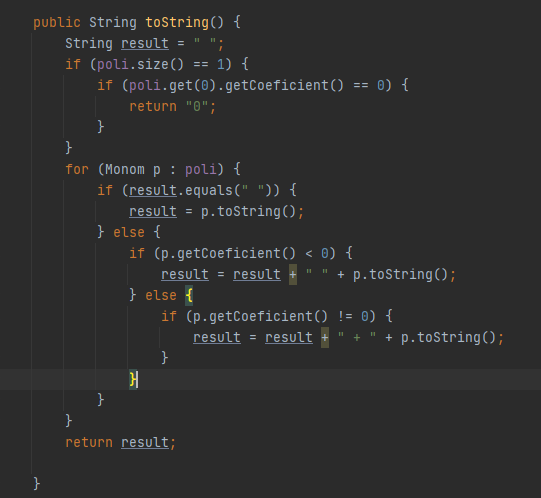 public String toString() {
    String result = " ";
    if (poli.size() == 1) {
        if (poli.get(0).getCoeficient() == 0) {
            return "0";
        }
    }
    for (Monom p : poli) {
        if (result.equals(" ")) {
            result = p.toString();
        } else {
            if (p.getCoeficient() < 0) {
                result = result + " " + p.toString();
            } else {
                if (p.getCoeficient() != 0) {
                    result = result + " + " + p.toString();
                }
            }
        }
    }
    return result;
}